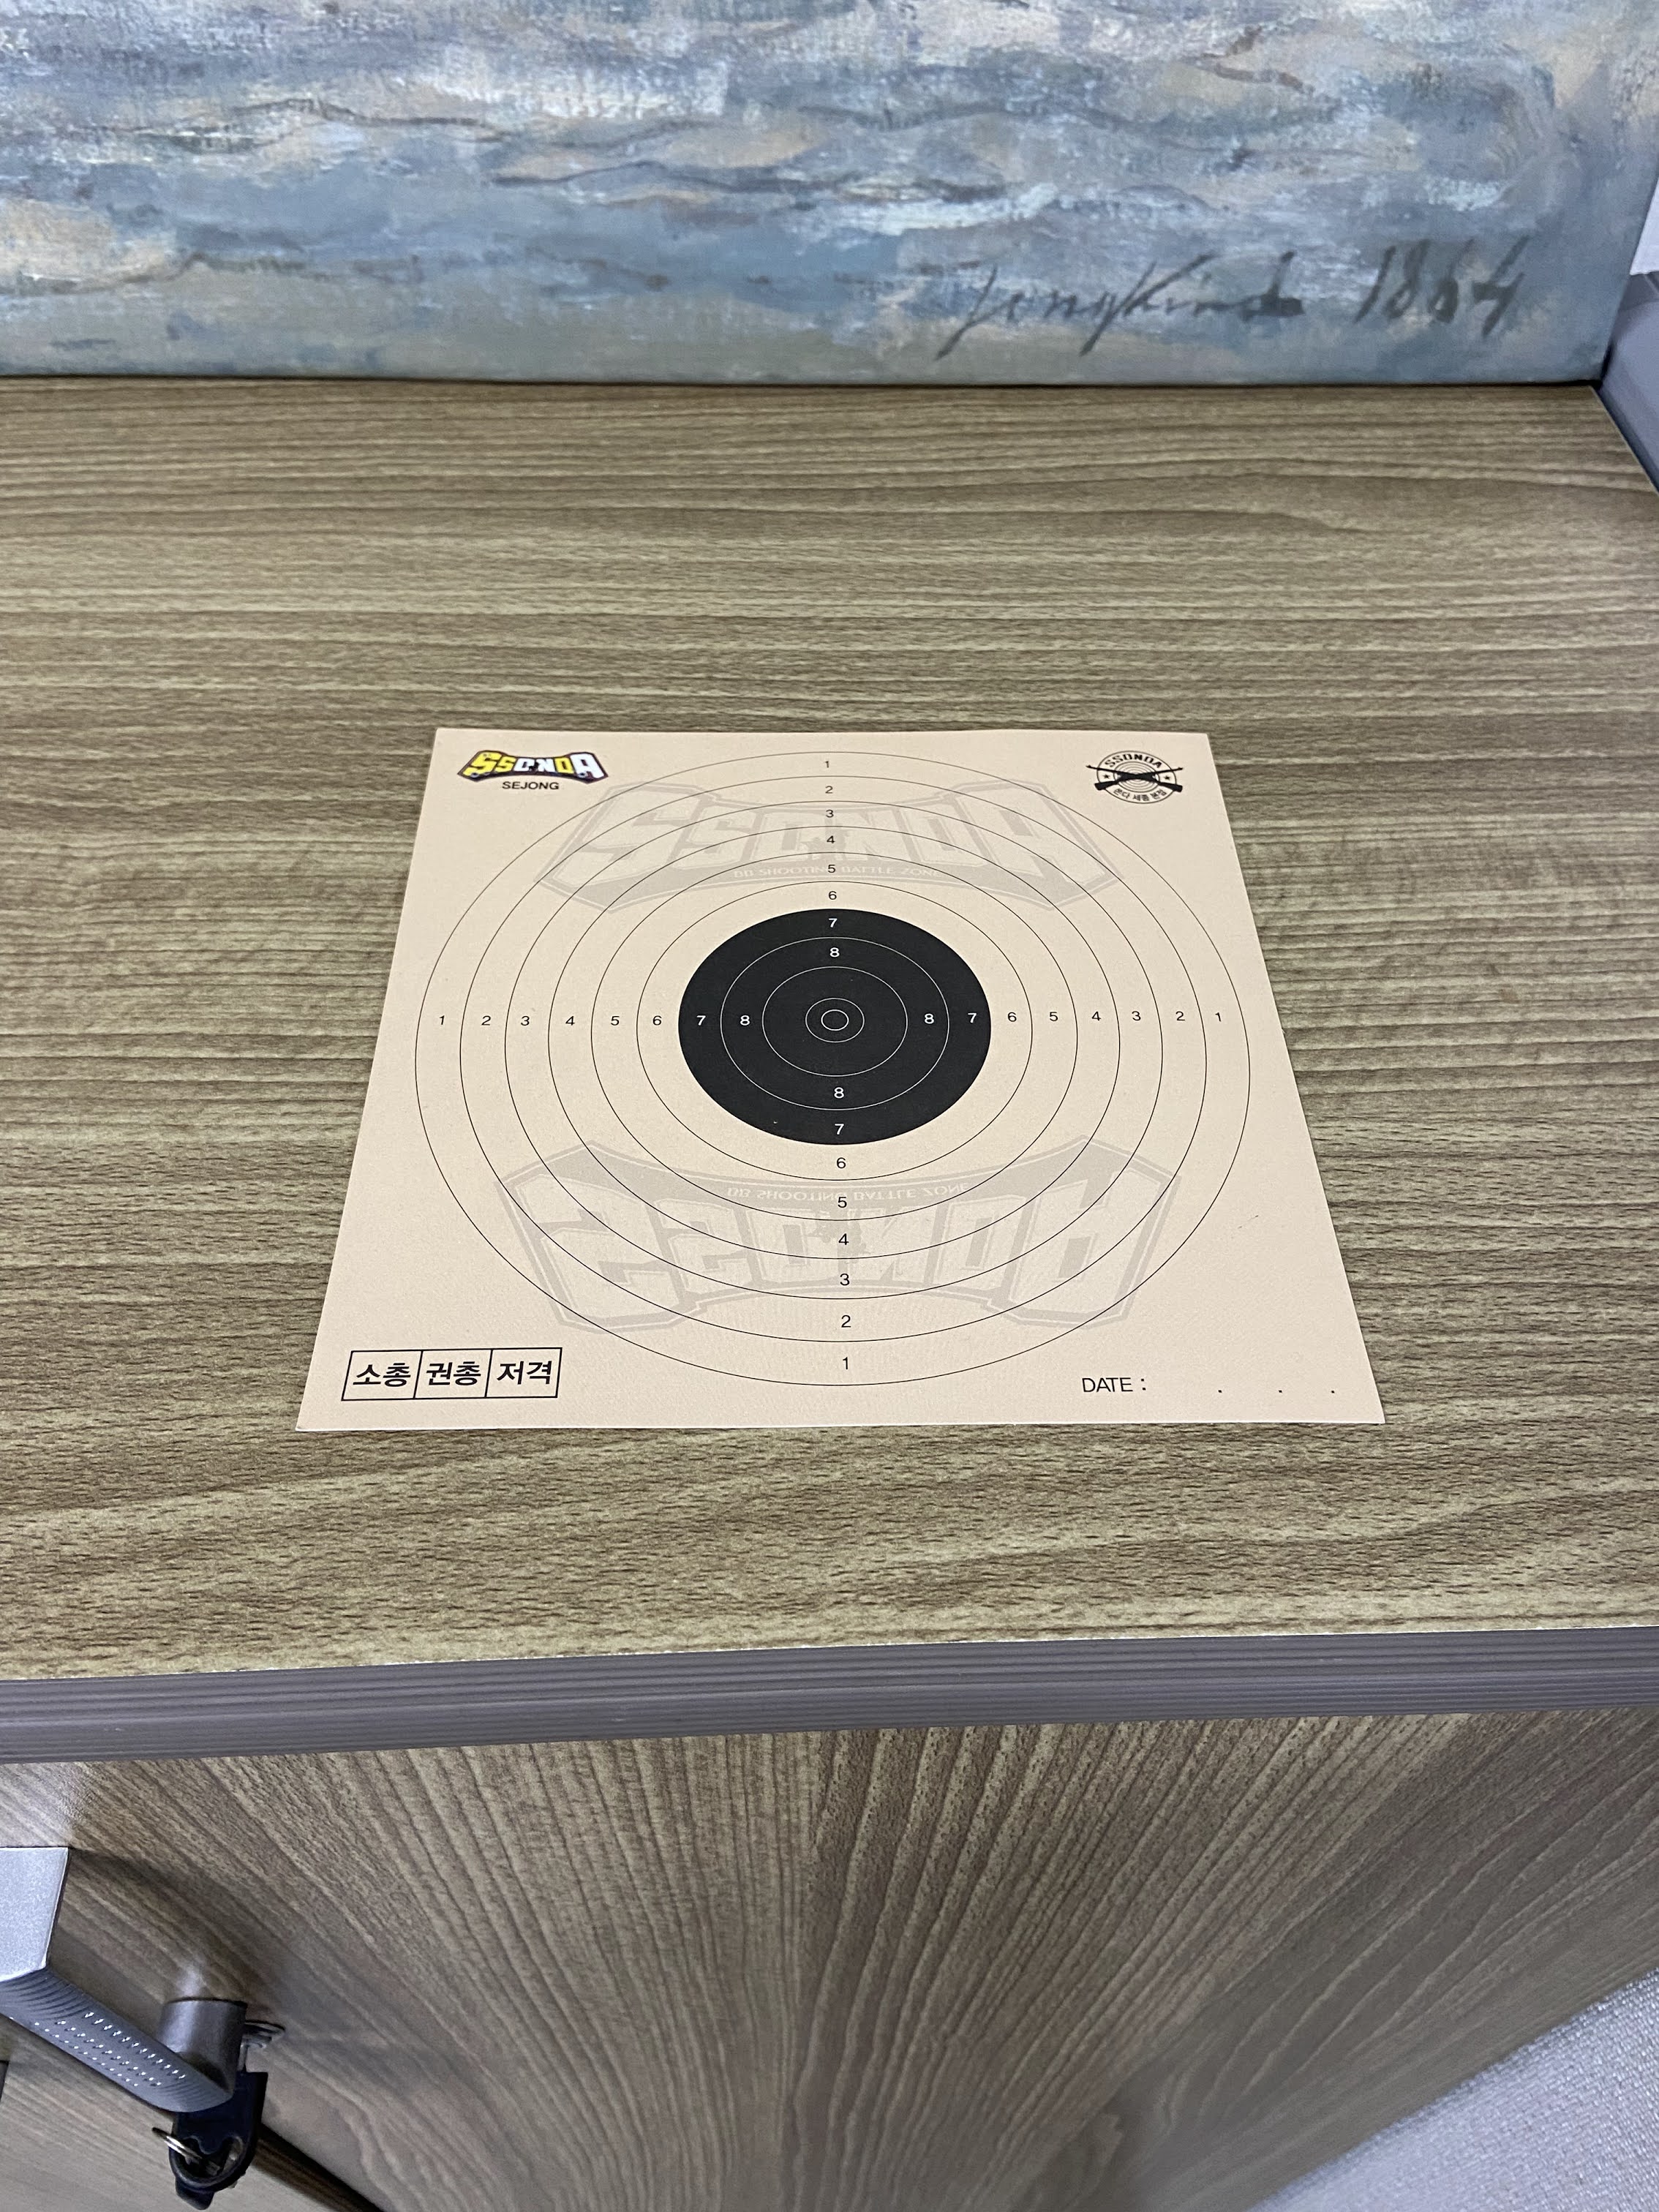 Jongkind 1864
SSONDA
SEJONG
SSONDA
쏜다 세종 본점
1
2
3
4
5
6
7
8
SSONDA
BB SHOOTING BATTLE ZONE
1 2 3 4 5 6 7 8 8 7 6 5 4 3 2 1
8
7
6
5
4
3
2
1
BB SHOOTING BATTLE ZONE
SSONDA
소총 권총 저격
DATE : . . .